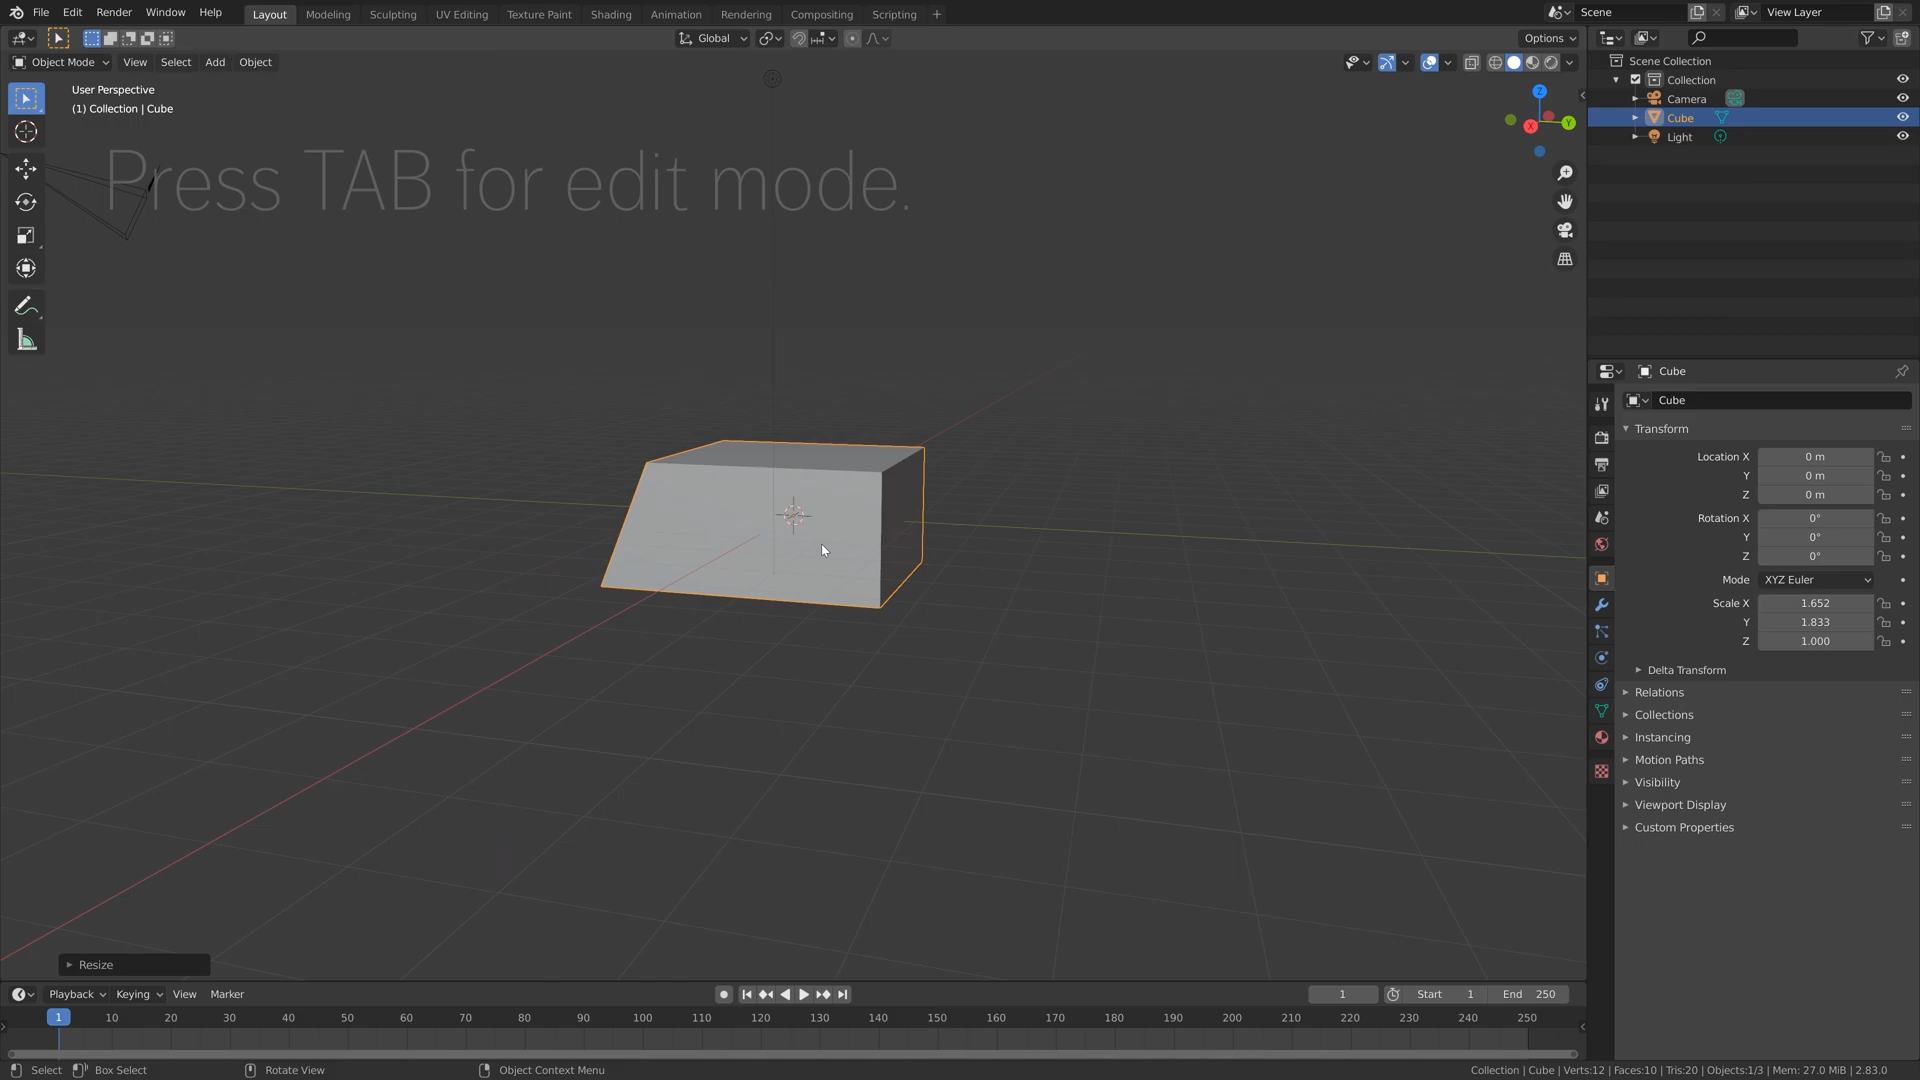 File Edit Render Window Help Layout Modeling Sculpting UV Editing Texture Paint Shading Animation Rendering Compositing Scripting + Scene View Layer
Global Options
Object Mode View Select Add Object
User Perspective
(1) Collection | Cube
Press TAB for edit mode.
Z
X
Y
Scene Collection
Collection
Camera
Cube
Light
Cube
Cube
Transform
Location X 0 m
Y 0 m
Z 0 m
Rotation X 0°
Y 0°
Z 0°
Mode XYZ Euler
Scale X 1.652
Y 1.833
Z 1.000
Delta Transform
Relations
Collections
Instancing
Motion Paths
Visibility
Viewport Display
Custom Properties
Resize
Playback Keying View Marker 1 Start 1 End 250
1 10 20 30 40 50 60 70 80 90 100 110 120 130 140 150 160 170 180 190 200 210 220 230 240 250
Select Box Select Rotate View Object Context Menu Collection | Cube | Verts:12 | Faces:10 | Tris:20 | Objects:1/3 | Mem: 27.0 MiB | 2.83.0